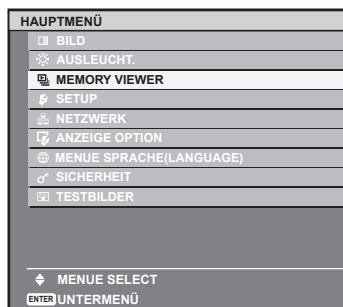 HAUPTMENÜ
BILD
AUSLEUCHT.
MEMORY VIEWER
SETUP
NETZWERK
ANZEIGE OPTION
MENUE SPRACHE(LANGUAGE)
SICHERHEIT
TESTBILDER
MENUE SELECT
ENTER UNTERMENÜ